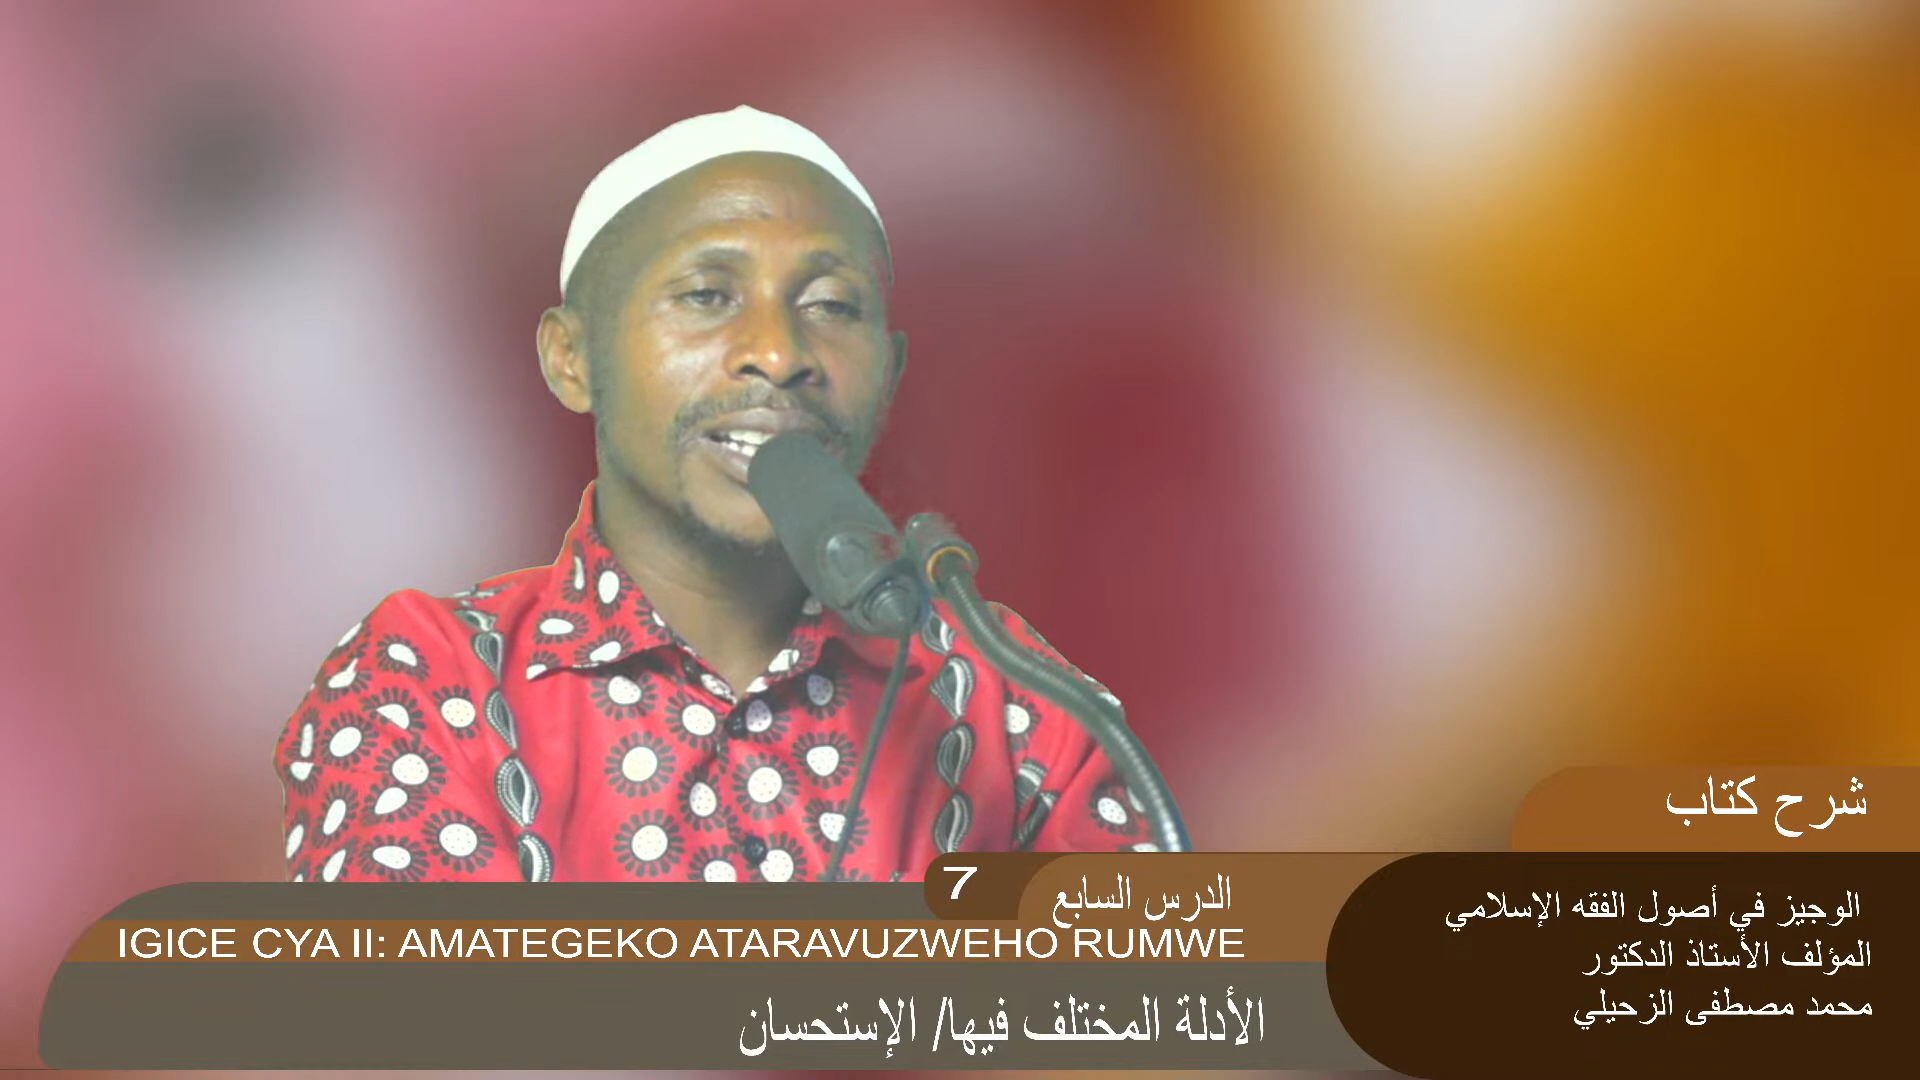 شرح كتاب
الوجيز في أصول الفقه الإسلامي
المؤلف الأستاذ الدكتور
محمد مصطفى الزحيلي
7
الدرس السابع
IGICE CYA II: AMATEGEKO ATARAVUZWEHO RUMWE
الأدلة المختلف فيها/ الإستحسان